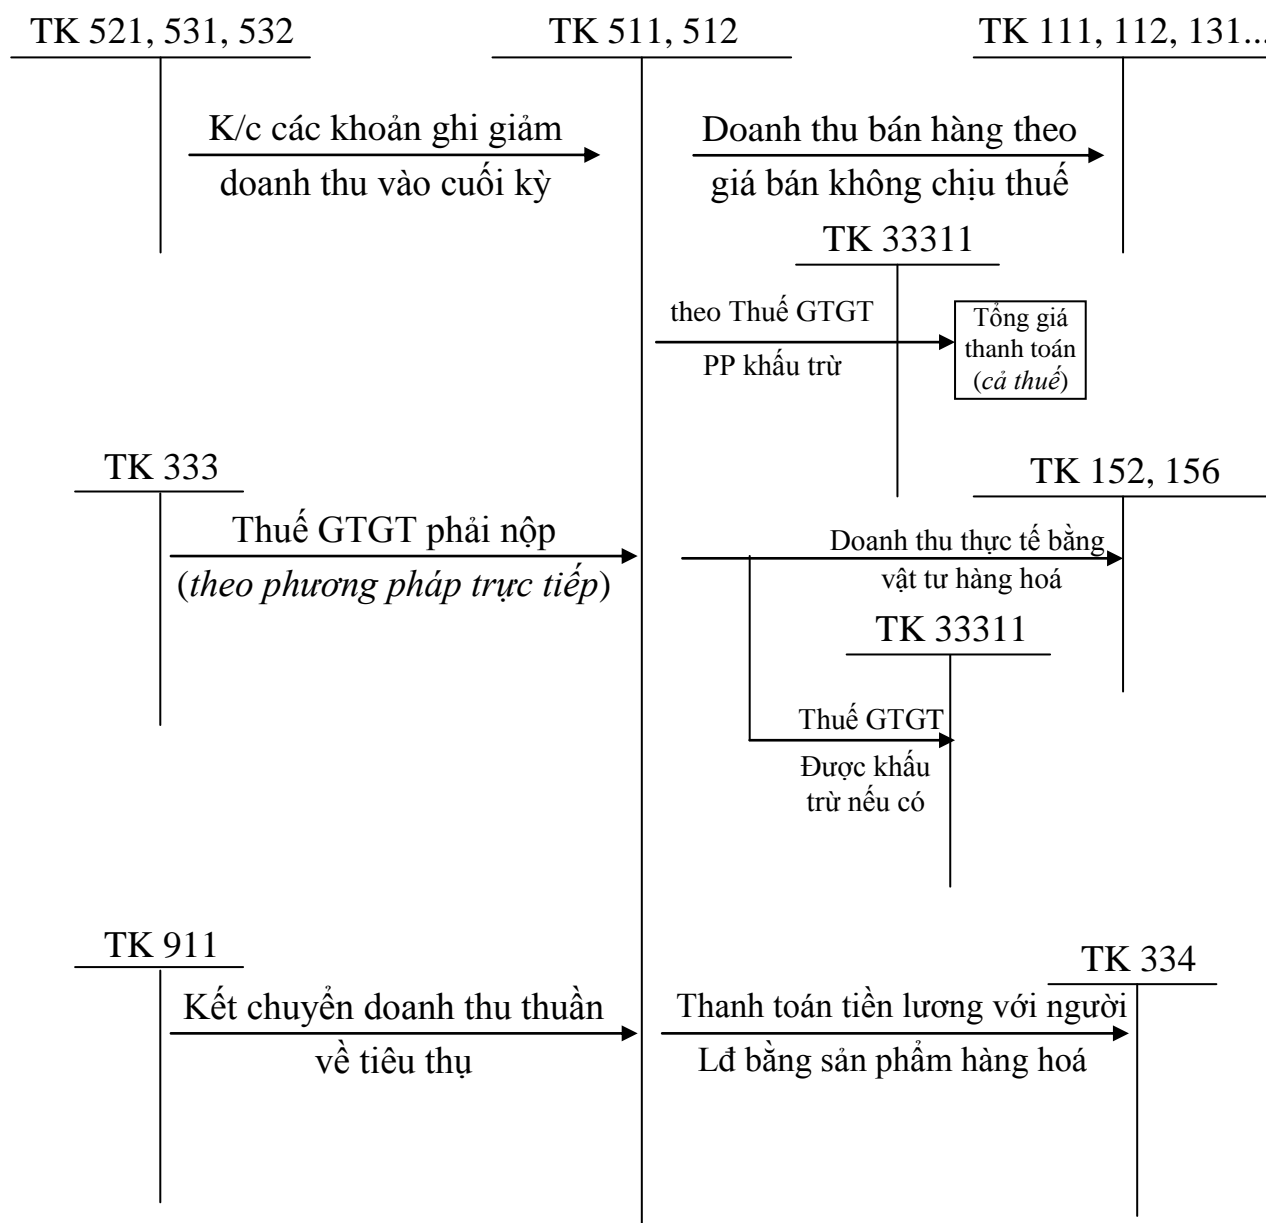 TK 521, 531, 532
TK 511, 512
TK 111, 112, 131...
K/c các khoản ghi giảm
doanh thu vào cuối kỳ
Doanh thu bán hàng theo
giá bán không chịu thuế
TK 33311
theo Thuế GTGT
PP khấu trừ
Tổng giá
thanh toán
(cả thuế)
TK 333
Thuế GTGT phải nộp
(theo phương pháp trực tiếp)
TK 152, 156
Doanh thu thực tế bằng
vật tư hàng hoá
TK 33311
Thuế GTGT
Được khấu
trừ nếu có
TK 911
Kết chuyển doanh thu thuần
về tiêu thụ
TK 334
Thanh toán tiền lương với người
Lđ bằng sản phẩm hàng hoá